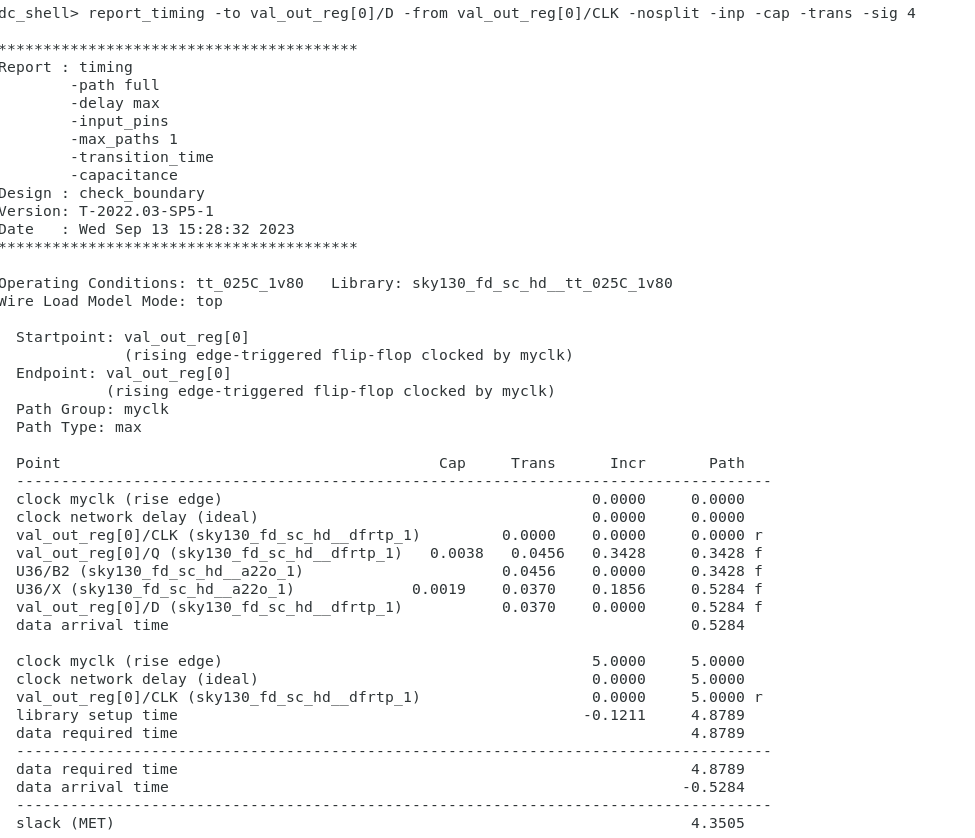 dc_shell> report_timing -to val_out_reg[0]/D -from val_out_reg[0]/CLK -nosplit -inp -cap -trans -sig 4
****************************************
Report : timing
        -path full
        -delay max
        -input_pins
        -max_paths 1
        -transition_time
        -capacitance
Design : check_boundary
Version: T-2022.03-SP5-1
Date   : Wed Sep 13 15:28:32 2023
****************************************
Operating Conditions: tt_025C_1v80   Library: sky130_fd_sc_hd__tt_025C_1v80
Wire Load Model Mode: top
  Startpoint: val_out_reg[0]
              (rising edge-triggered flip-flop clocked by myclk)
  Endpoint: val_out_reg[0]
            (rising edge-triggered flip-flop clocked by myclk)
  Path Group: myclk
  Path Type: max
  Point                                          Cap     Trans      Incr       Path
  ------------------------------------------------------------------------------------
  clock myclk (rise edge)                                         0.0000     0.0000
  clock network delay (ideal)                                     0.0000     0.0000
  val_out_reg[0]/CLK (sky130_fd_sc_hd__dfrtp_1)         0.0000    0.0000     0.0000 r
  val_out_reg[0]/Q (sky130_fd_sc_hd__dfrtp_1)   0.0038   0.0456   0.3428     0.3428 f
  U36/B2 (sky130_fd_sc_hd__a22o_1)                      0.0456    0.0000     0.3428 f
  U36/X (sky130_fd_sc_hd__a22o_1)             0.0019    0.0370    0.1856     0.5284 f
  val_out_reg[0]/D (sky130_fd_sc_hd__dfrtp_1)           0.0370    0.0000     0.5284 f
  data arrival time                                                          0.5284
  clock myclk (rise edge)                                         5.0000     5.0000
  clock network delay (ideal)                                     0.0000     5.0000
  val_out_reg[0]/CLK (sky130_fd_sc_hd__dfrtp_1)                   0.0000     5.0000 r
  library setup time                                             -0.1211     4.8789
  data required time                                                         4.8789
  ------------------------------------------------------------------------------------
  data required time                                                         4.8789
  data arrival time                                                         -0.5284
  ------------------------------------------------------------------------------------
  slack (MET)                                                                4.3505